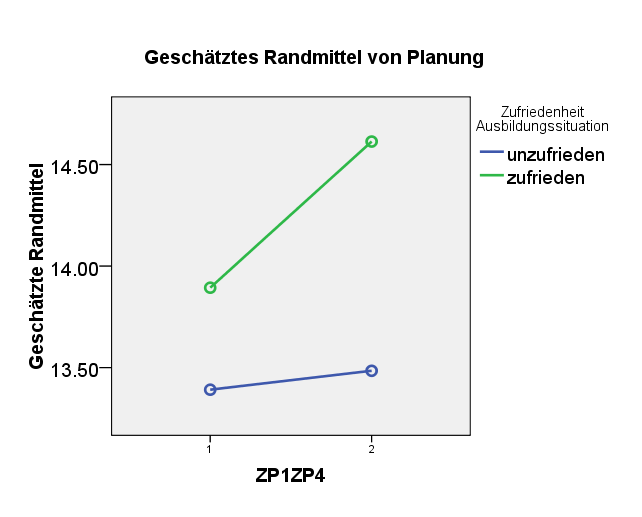 Geschätztes Randmittel von Planung
Geschätzte Randmittel
14.50
14.00
13.50
1
2
ZP1ZP4
Zufriedenheit
Ausbildungssituation
unzufrieden
zufrieden